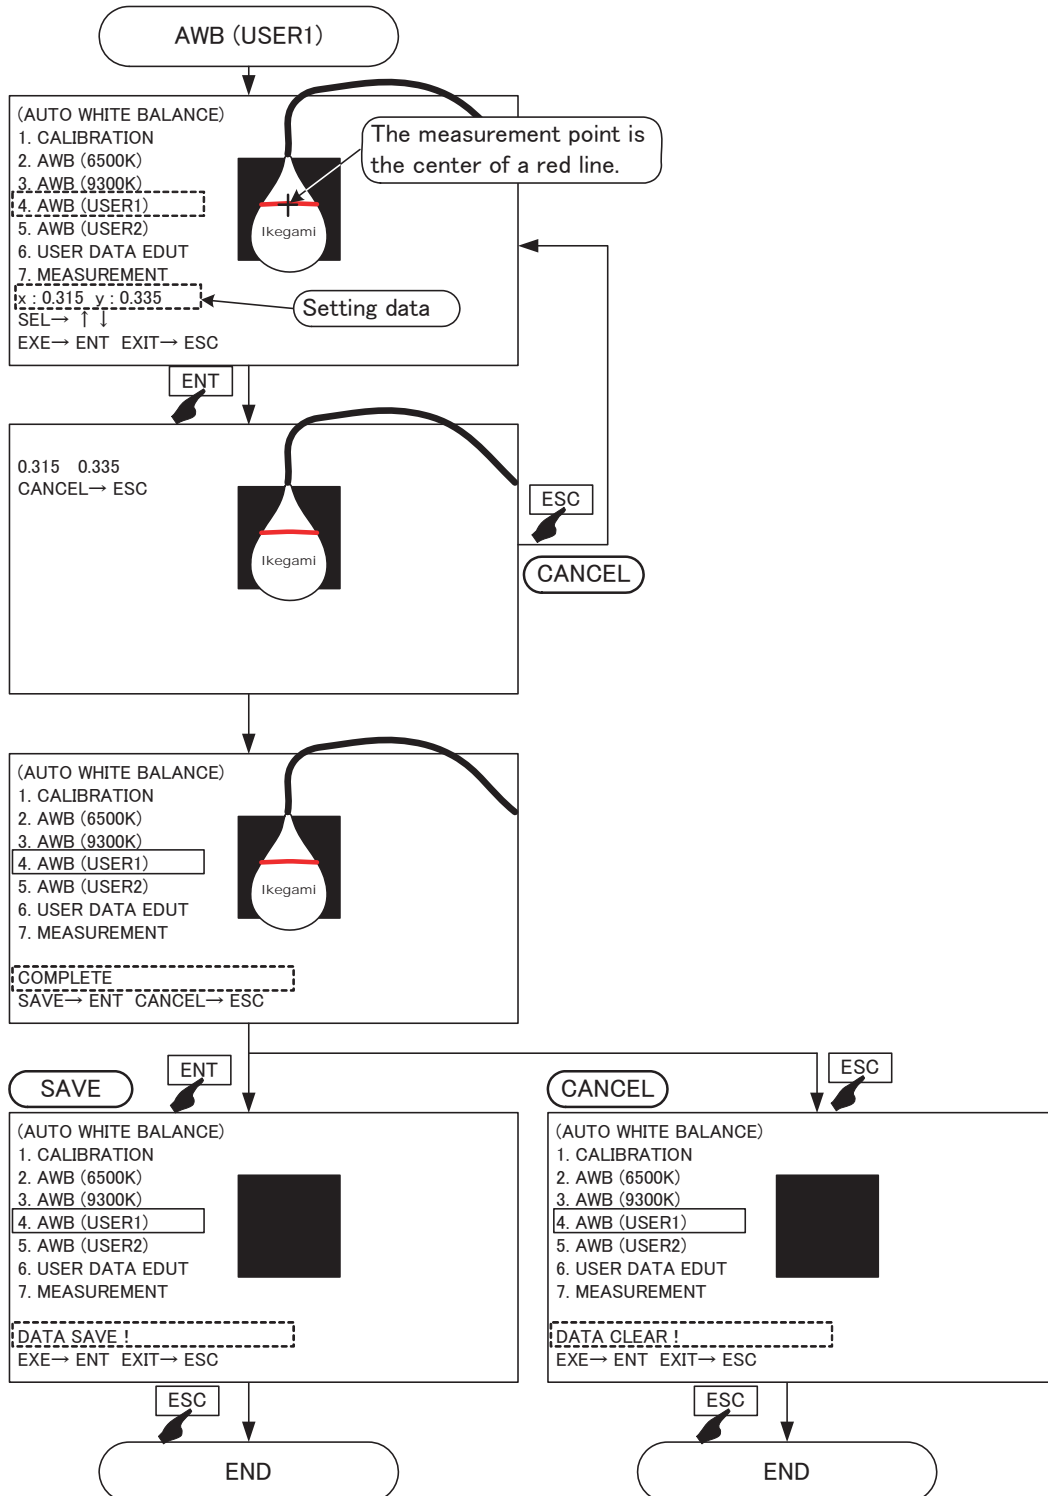 AWB (USER1)
(AUTO WHITE BALANCE)
1. CALIBRATION
2. AWB (6500K)
3. AWB (9300K)
4. AWB (USER1)
5. AWB (USER2)
6. USER DATA EDUT
7. MEASUREMENT
x : 0.315 y : 0.335
SEL→ ↑ ↓
EXE→ ENT EXIT→ ESC
Ikegami
The measurement point is
the center of a red line.
Setting data
ENT
0.315 0.335
CANCEL→ ESC
Ikegami
ESC
CANCEL
(AUTO WHITE BALANCE)
1. CALIBRATION
2. AWB (6500K)
3. AWB (9300K)
4. AWB (USER1)
5. AWB (USER2)
6. USER DATA EDUT
7. MEASUREMENT
COMPLETE
SAVE→ ENT CANCEL→ ESC
Ikegami
SAVE
ENT
(AUTO WHITE BALANCE)
1. CALIBRATION
2. AWB (6500K)
3. AWB (9300K)
4. AWB (USER1)
5. AWB (USER2)
6. USER DATA EDUT
7. MEASUREMENT
DATA SAVE !
EXE→ ENT EXIT→ ESC
ESC
END
CANCEL
ESC
(AUTO WHITE BALANCE)
1. CALIBRATION
2. AWB (6500K)
3. AWB (9300K)
4. AWB (USER1)
5. AWB (USER2)
6. USER DATA EDUT
7. MEASUREMENT
DATA CLEAR !
EXE→ ENT EXIT→ ESC
ESC
END